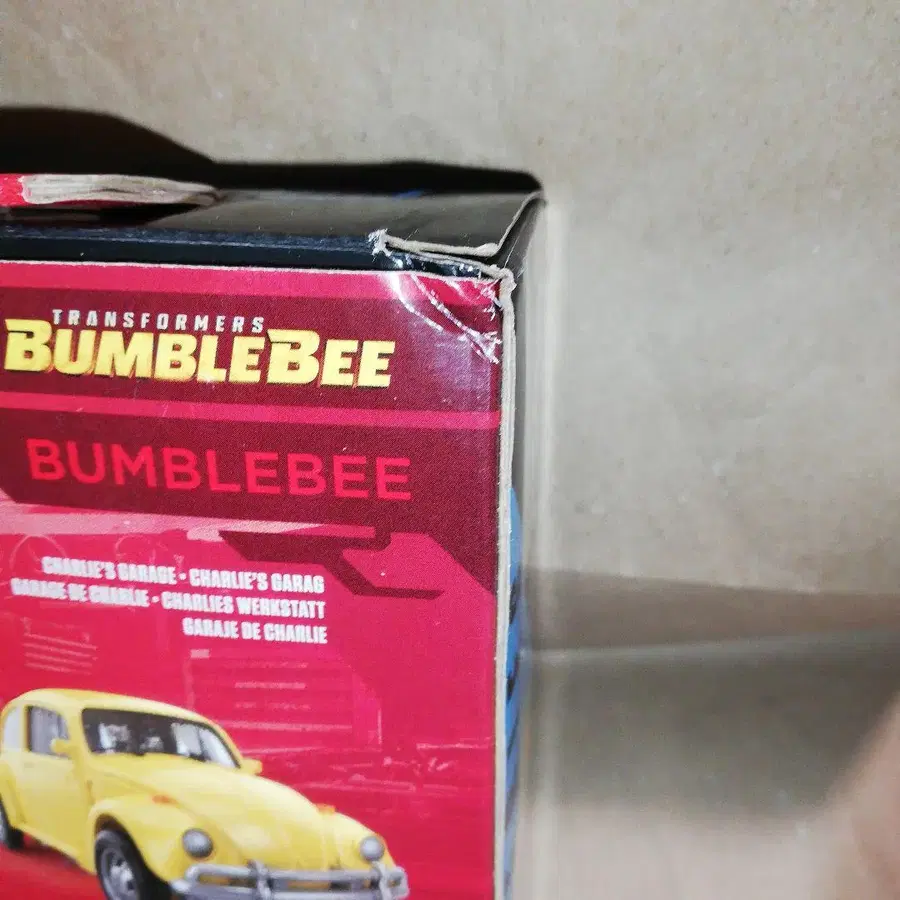 TRANSFORMERS
BUMBLEBEE
BUMBLEBEE
CHARLIE'S GARAGE • CHARLIE'S GARAG
GARAGE DE CHARLIE • CHARLIES WERKSTATT
GARAJE DE CHARLIE